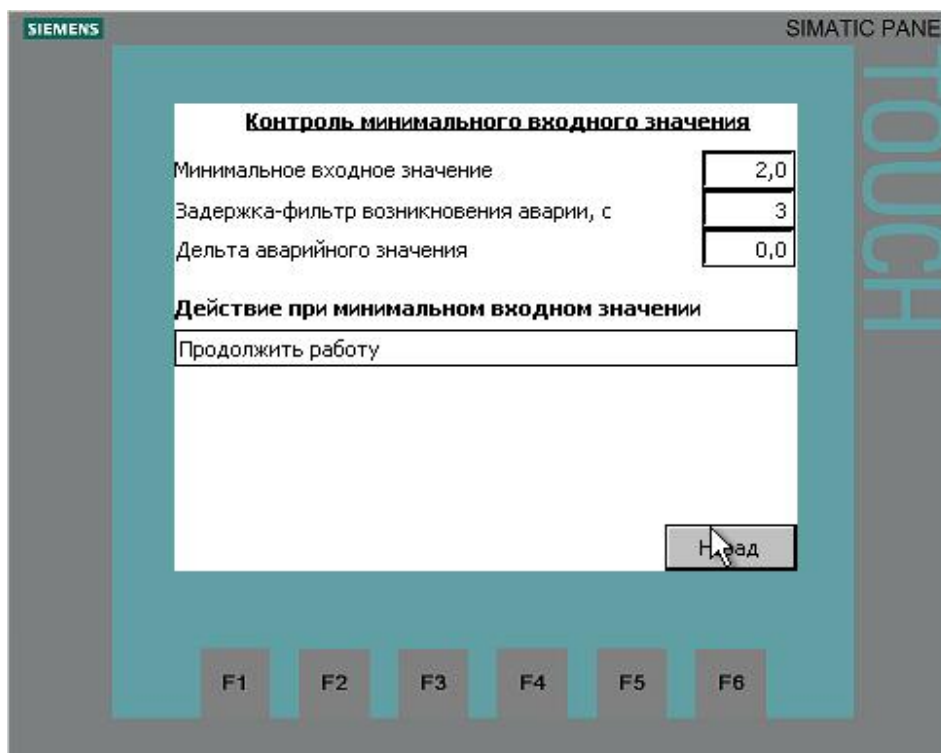 SIEMENS
SIMATIC PANE
TOUCH
Контроль минимального входного значения
Минимальное входное значение 2,0
Задержка-фильтр возникновения аварии, с 3
Дельта аварийного значения 0,0
Действие при минимальном входном значении
Продолжить работу
Назад
F1 F2 F3 F4 F5 F6